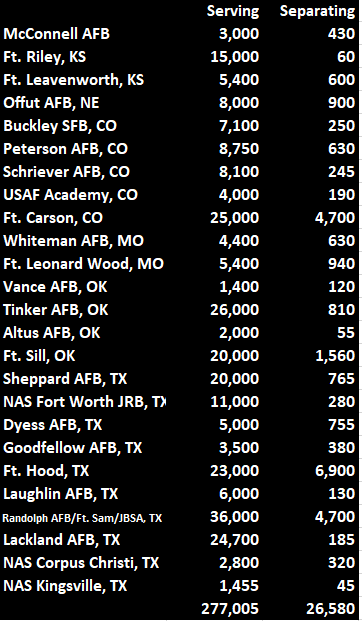 Serving Separating
McConnell AFB 3,000 430
Ft. Riley, KS 15,000 60
Ft. Leavenworth, KS 5,400 600
Offut AFB, NE 8,000 900
Buckley SFB, CO 7,100 250
Peterson AFB, CO 8,750 630
Schriever AFB, CO 8,100 245
USAF Academy, CO 4,000 190
Ft. Carson, CO 25,000 4,700
Whiteman AFB, MO 4,400 630
Ft. Leonard Wood, MO 5,400 940
Vance AFB, OK 1,400 120
Tinker AFB, OK 26,000 810
Altus AFB, OK 2,000 55
Ft. Sill, OK 20,000 1,560
Sheppard AFB, TX 20,000 765
NAS Fort Worth JRB, TX 11,000 280
Dyess AFB, TX 5,000 755
Goodfellow AFB, TX 3,500 380
Ft. Hood, TX 23,000 6,900
Laughlin AFB, TX 6,000 130
Randolph AFB/Ft. Sam/JBSA, TX 36,000 4,700
Lackland AFB, TX 24,700 185
NAS Corpus Christi, TX 2,800 320
NAS Kingsville, TX 1,455 45
277,005 26,580